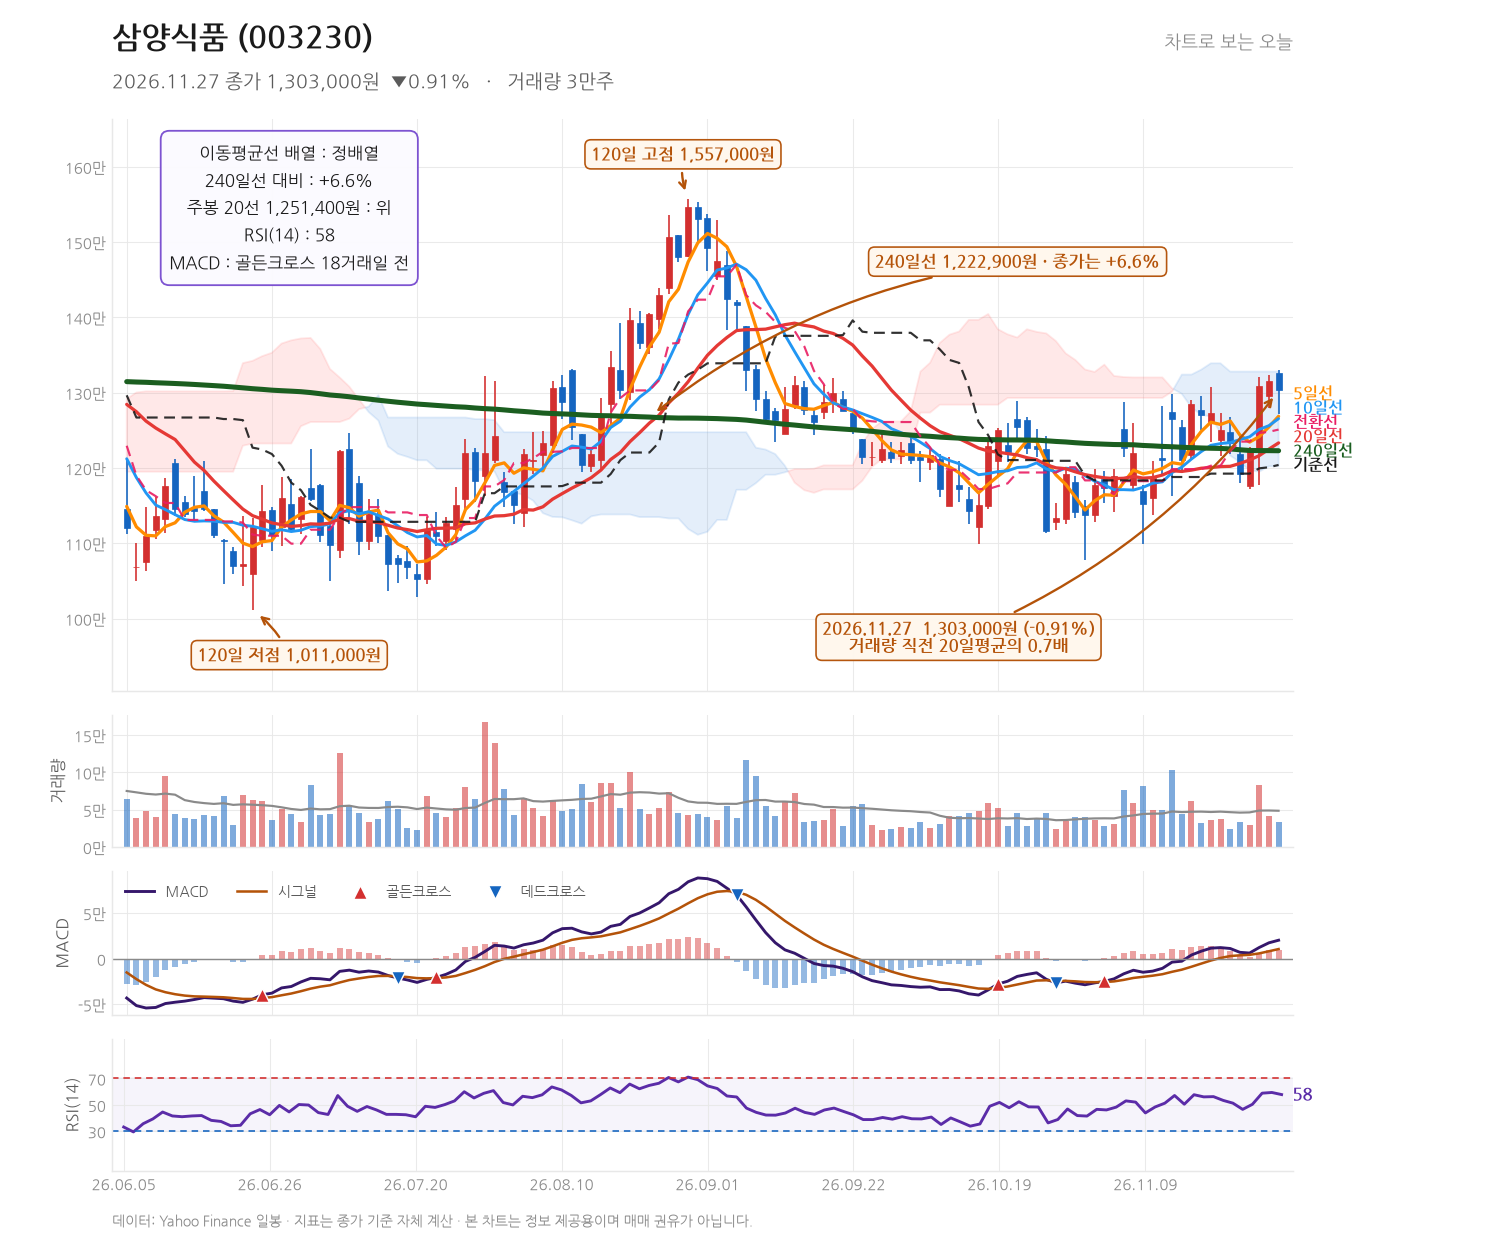 삼양식품 (003230)
차트로 보는 오늘
2026.11.27 종가 1,303,000원 ▼0.91% · 거래량 3만주
이동평균선 배열 : 정배열
240일선 대비 : +6.6%
주봉 20선 1,251,400원 : 위
RSI(14) : 58
MACD : 골든크로스 18거래일 전
120일 고점 1,557,000원
240일선 1,222,900원 · 종가는 +6.6%
120일 저점 1,011,000원
2026.11.27 1,303,000원 (-0.91%)
거래량 직전 20일평균의 0.7배
160만
150만
140만
130만
120만
110만
100만
5일선
10일선
전환선
20일선
240일선
기준선
거래량
15만
10만
5만
0만
MACD
MACD
시그널
골든크로스
데드크로스
5만
0
-5만
RSI(14)
70
50
30
58
26.06.05
26.06.26
26.07.20
26.08.10
26.09.01
26.09.22
26.10.19
26.11.09
데이터: Yahoo Finance 일봉 · 지표는 종가 기준 자체 계산 · 본 차트는 정보 제공용이며 매매 권유가 아닙니다.